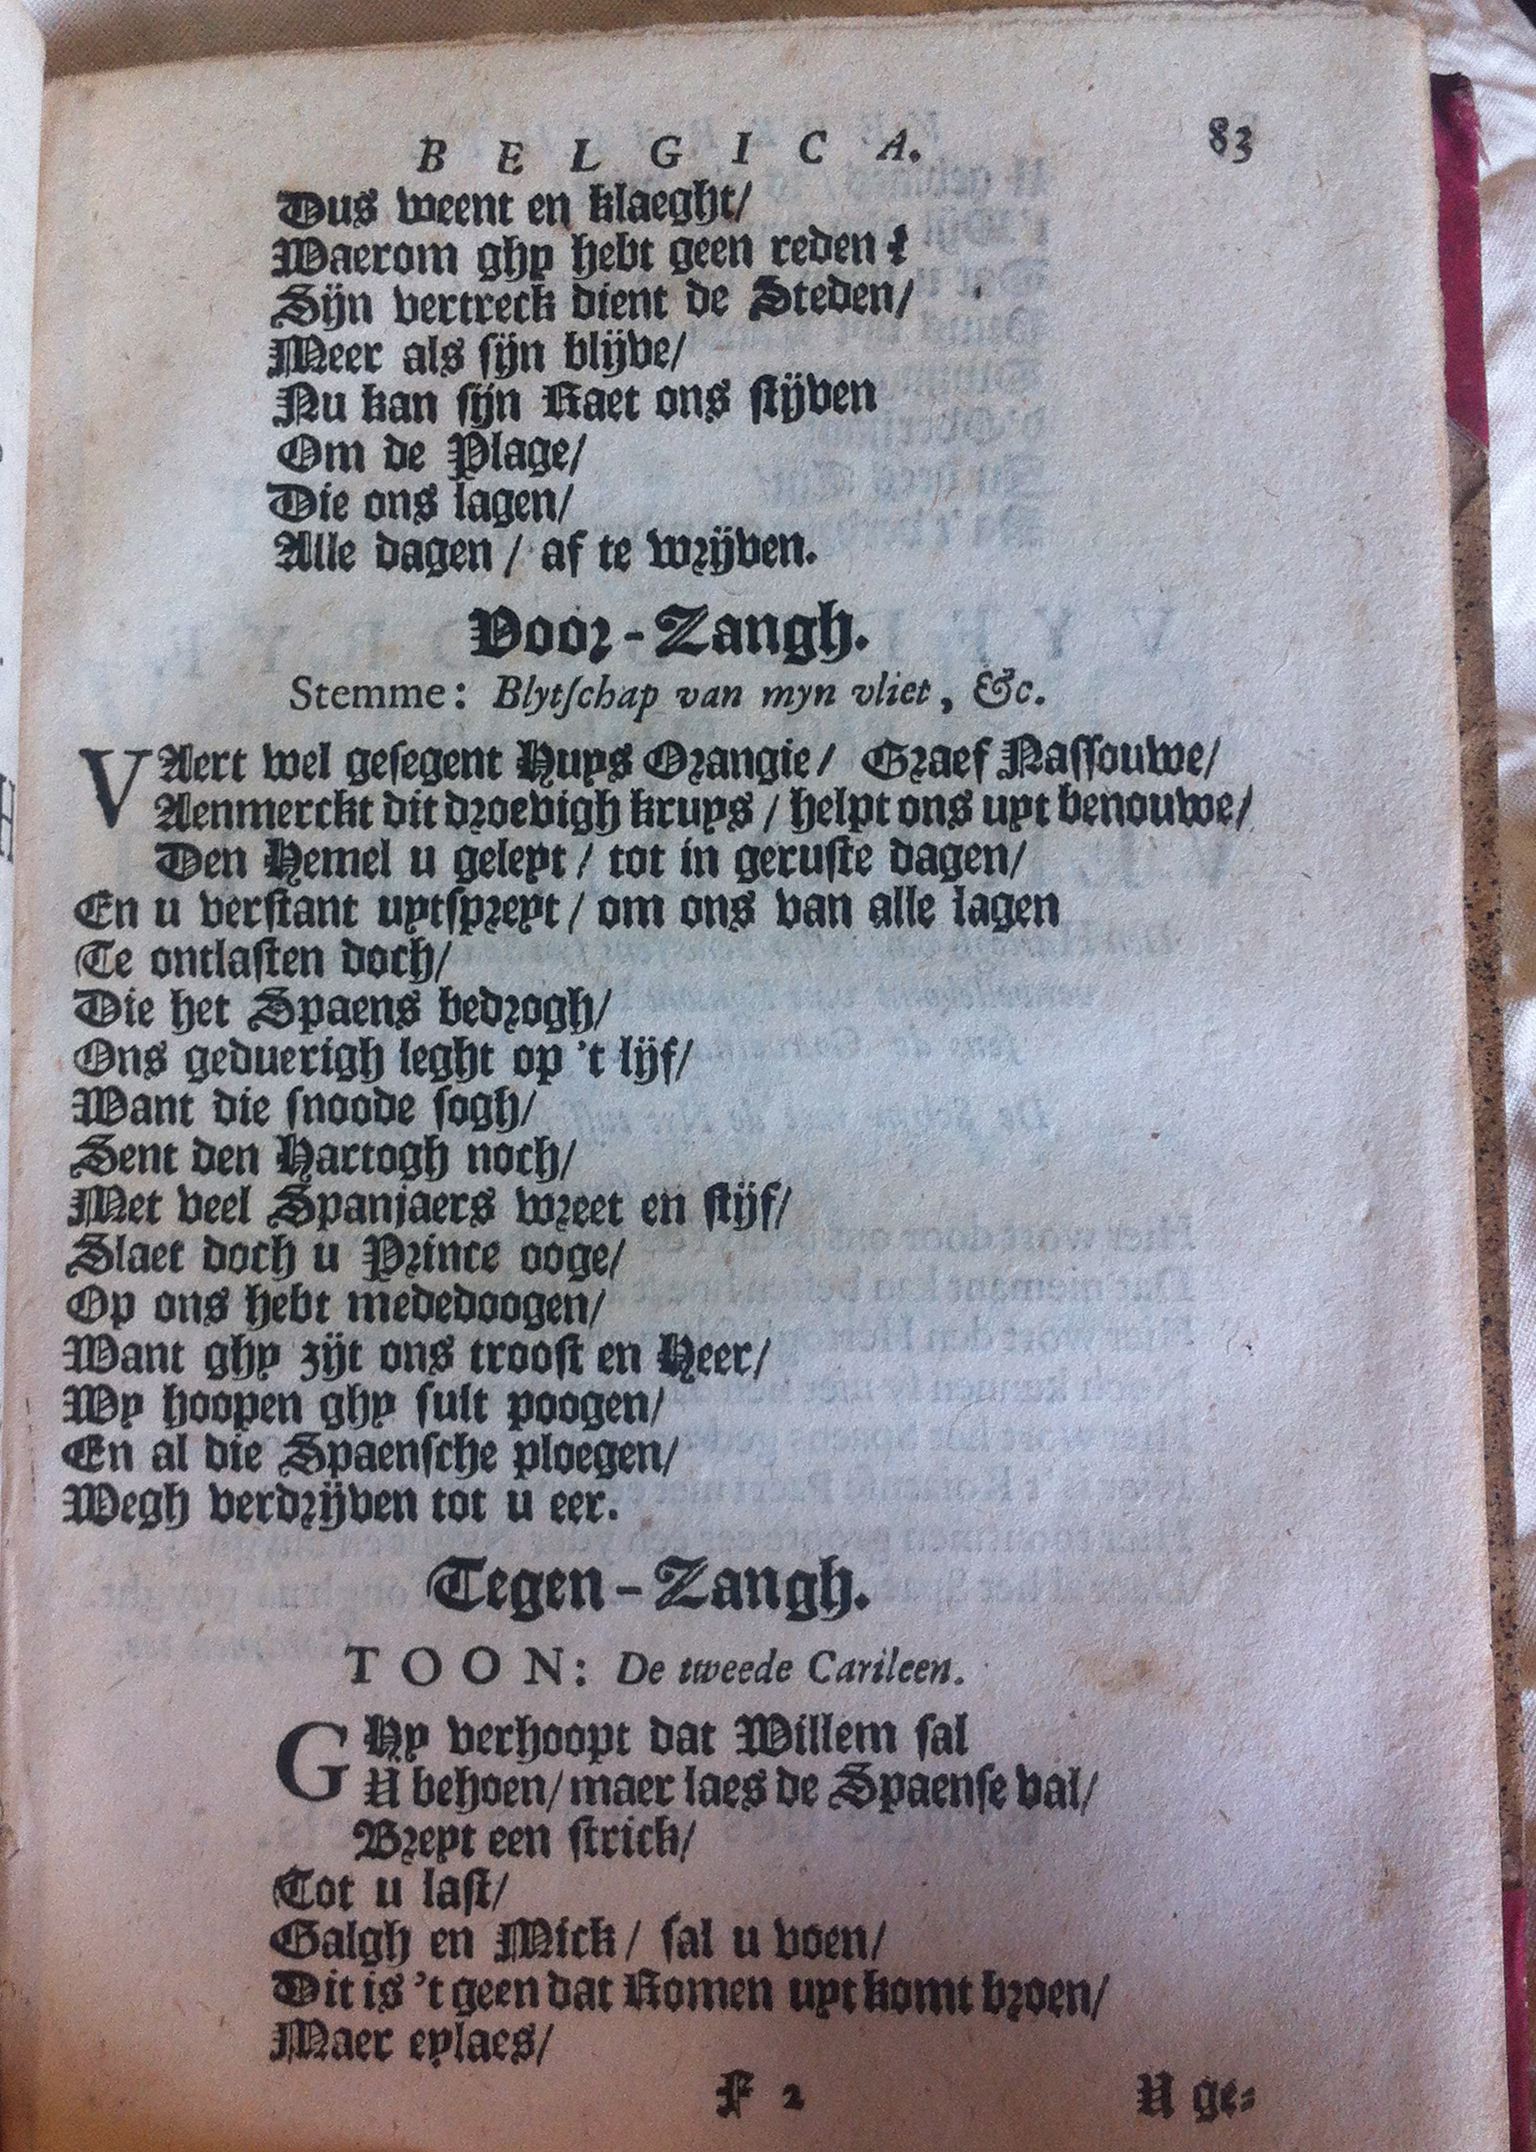 BELGICA. 83
Dus weent en klaeght/
Waerom ghy hebt geen reden?
Sijn vertreck dient de Steden/
Meer als sijn blijve/
Nu kan sijn Raet ons stijven
Om de Plage/
Die ons lagen/
Alle dagen / af te wrijven.
Voor-Zangh.
Stemme: Blytschap van myn vliet, &c.
VAert wel gesegent Huys Orangie/ Graef Nassouwe/
Aenmerckt dit droevigh kruys / helpt ons uyt benouwe/
Den Hemel u geleyt / tot in geruste dagen/
En u verstant uytspreyt / om ons van alle lagen
Te ontlasten doch/
Die het Spaens bedrogh/
Ons geduerigh leght op 't lijf/
Want die snoode sogh/
Sent den Hartogh noch/
Met veel Spanjaers wreet en stijf/
Slaet doch u Prince ooge/
Op ons hebt mededoogen/
Want ghy zijt ons troost en Heer/
Wy hoopen ghy sult poogen/
En al die Spaensche ploegen/
Wegh verdrijven tot u eer.
Tegen-Zangh.
TOON: De tweede Carileen.
GHy verhoopt dat Willem sal
U behoen/ maer laes de Spaense val/
Breyt een strick/
Tot u last/
Galgh en Mick / sal u voen/
Dit is 't geen dat Romen uyt komt broen/
Maer eylaes/
F 2 U ge-